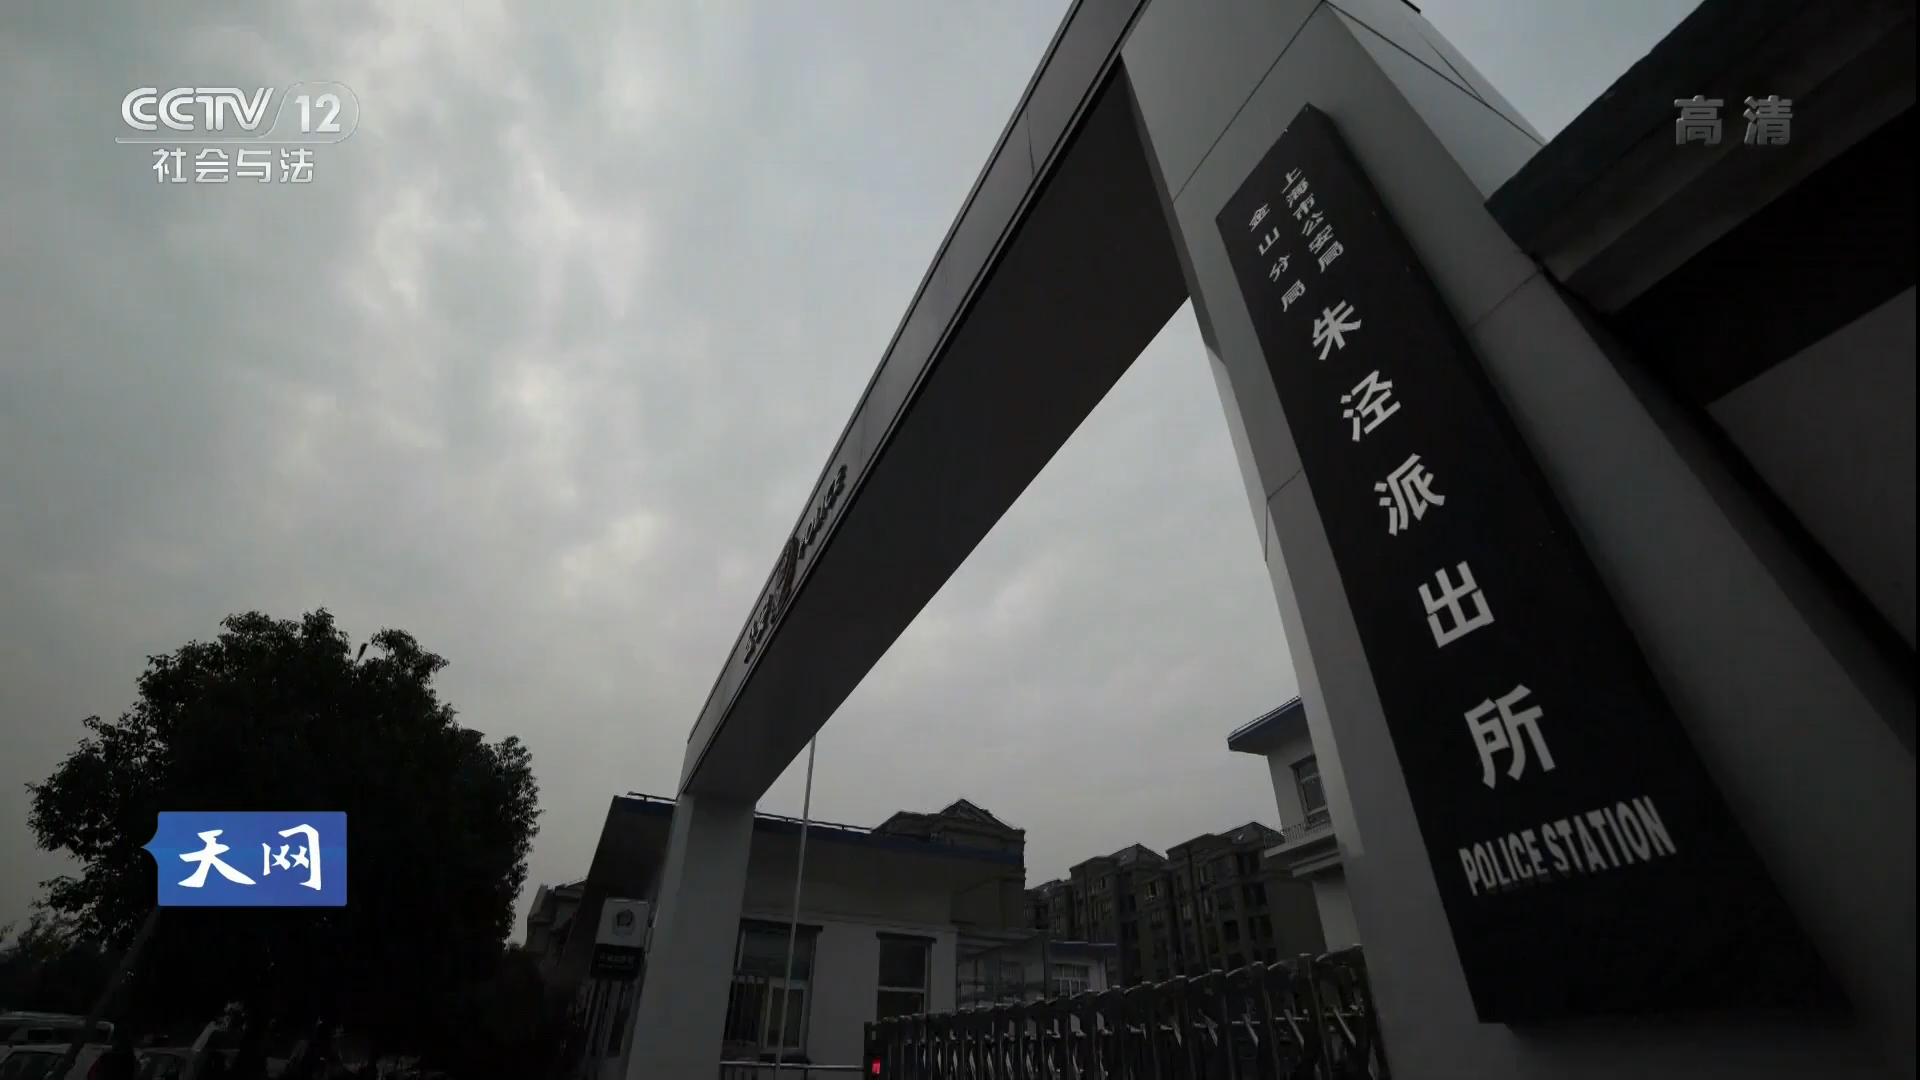 CCTV 12
社会与法
高清
上海市公安局
金山分局
朱泾派出所
POLICE STATION
POLICE
天网